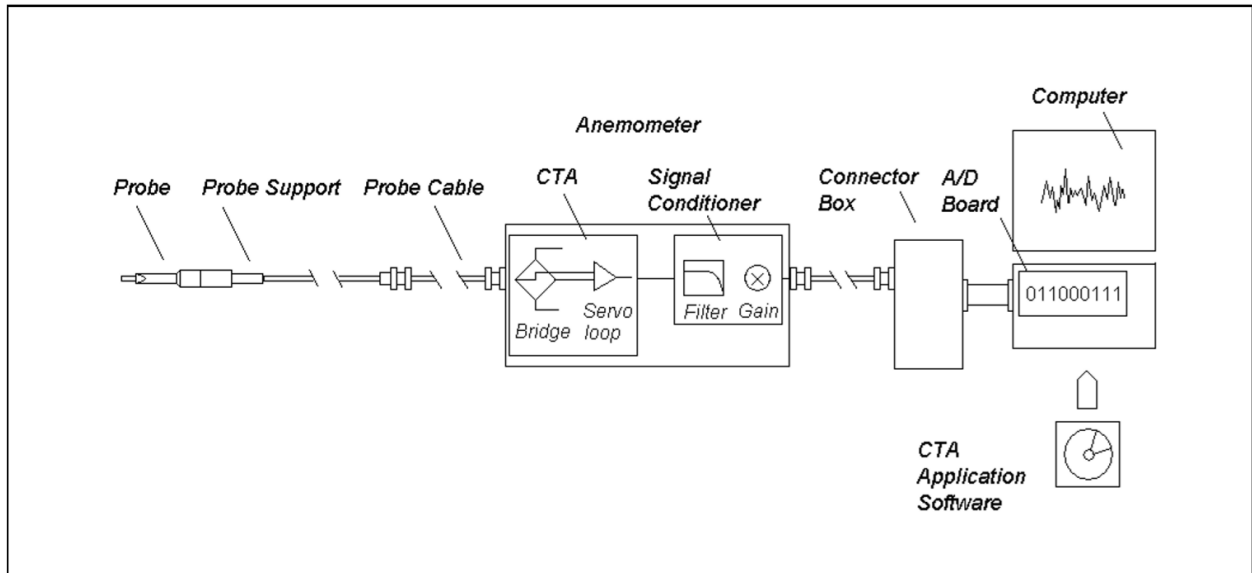 Computer
Anemometer
Probe
Probe Support
Probe Cable
CTA
Signal
Conditioner
Connector
Box
A/D
Board
Bridge
Servo
loop
Filter
Gain
011000111
CTA
Application
Software